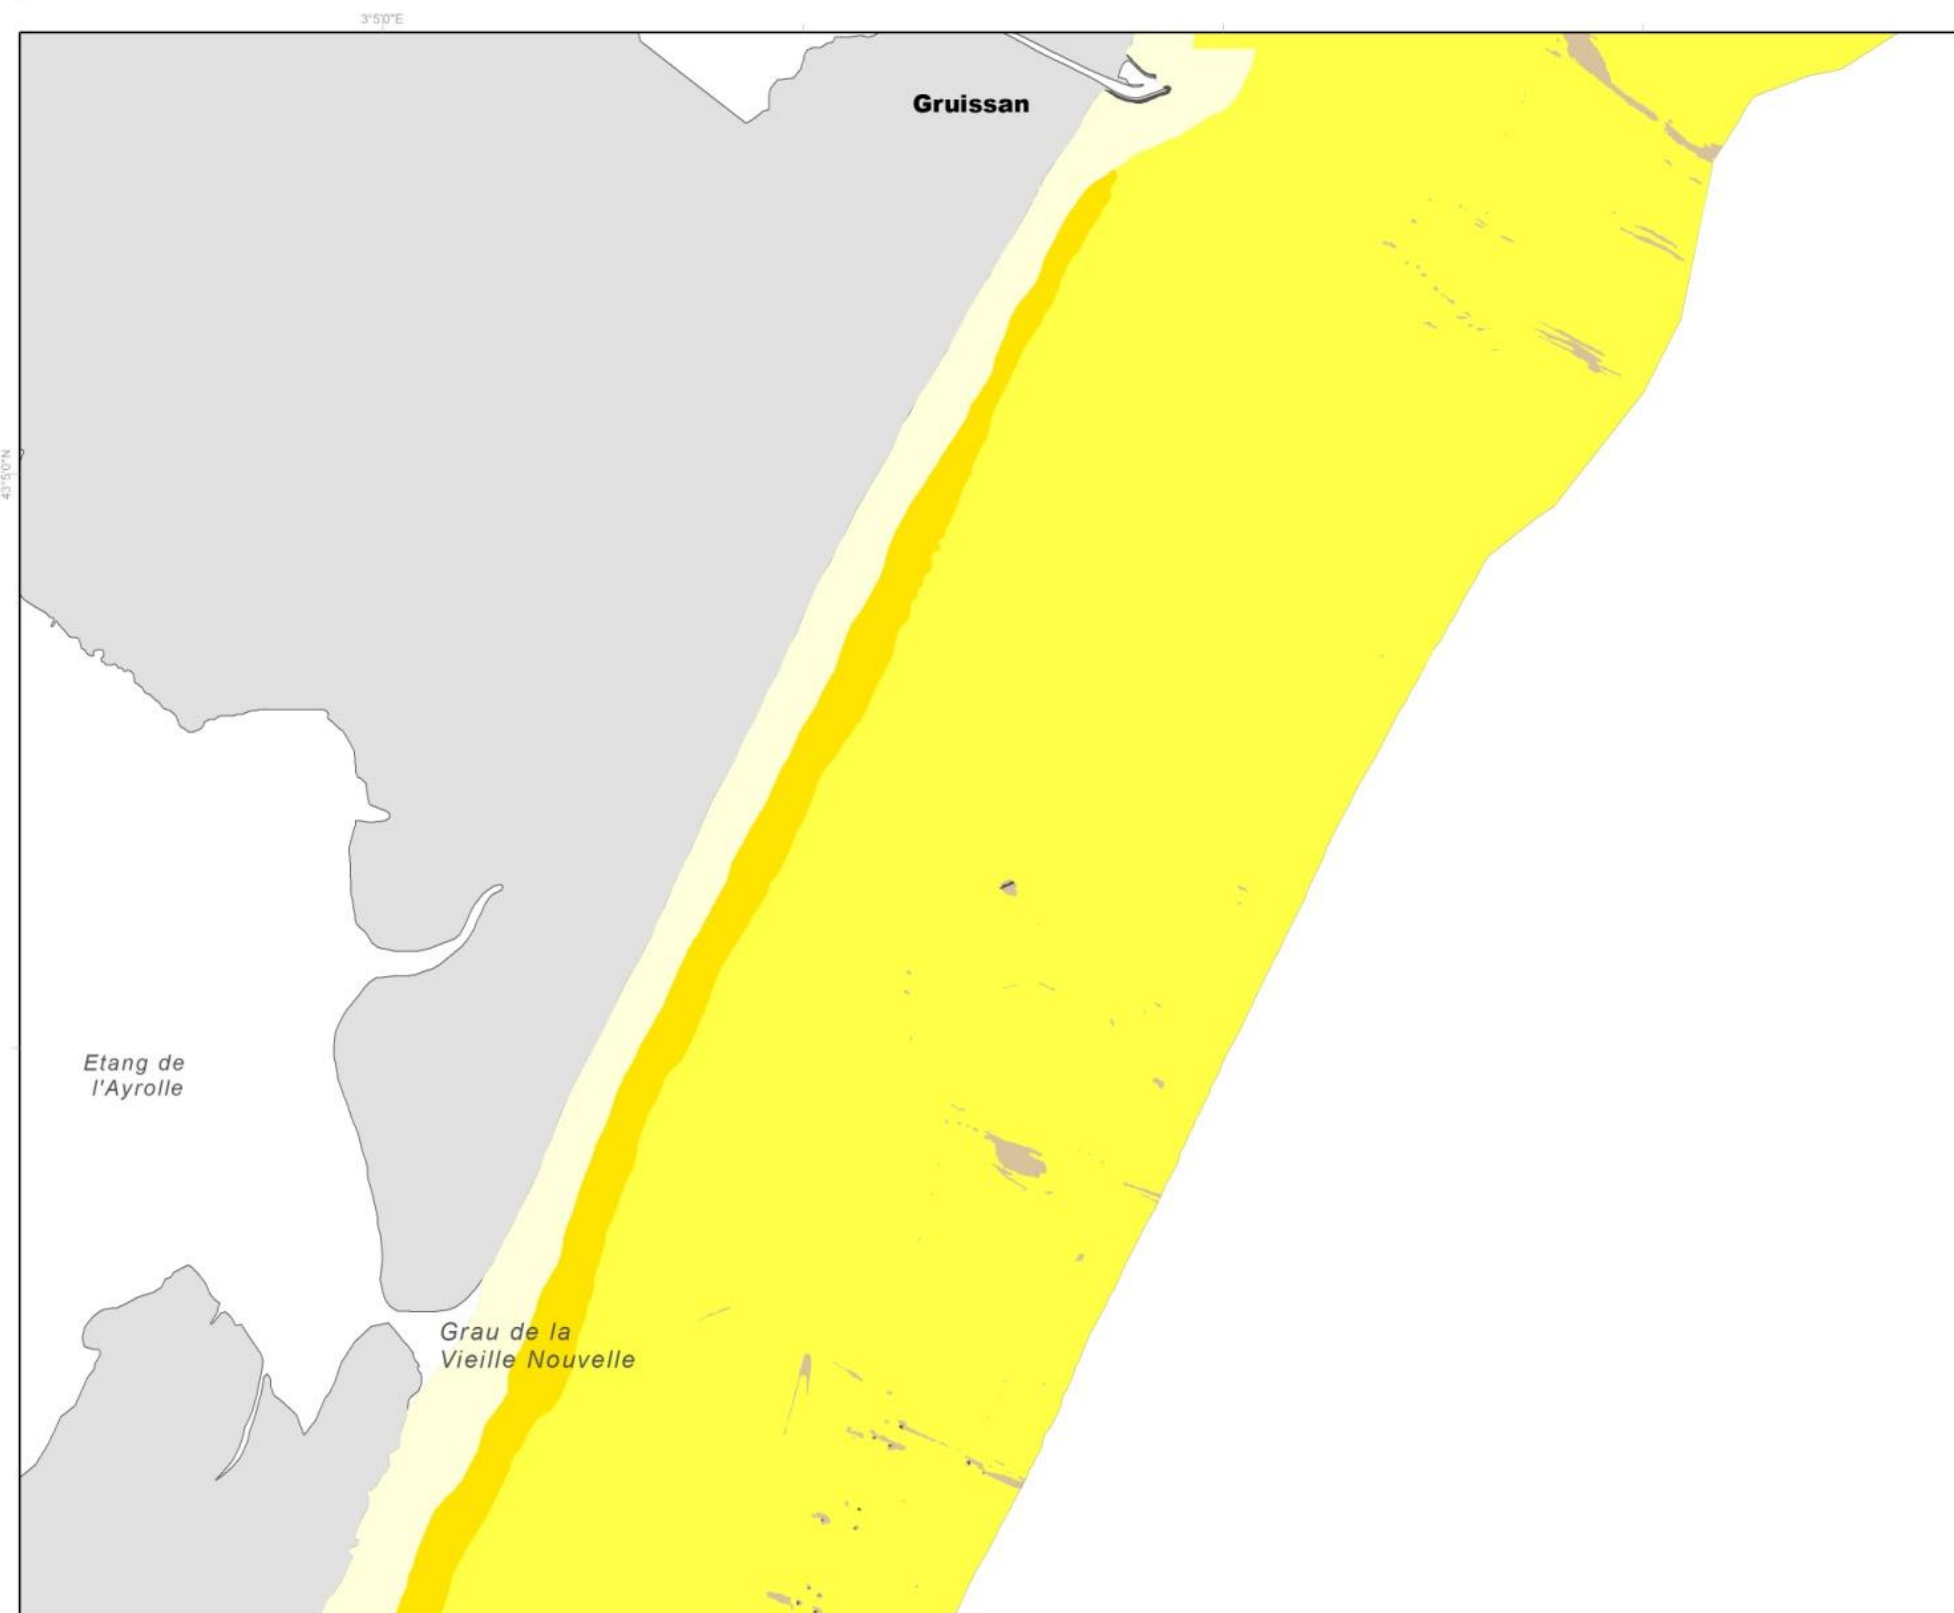 3°5'0"E
Gruissan
43°5'0"N
Etang de
l'Ayrolle
Grau de la
Vieille Nouvelle